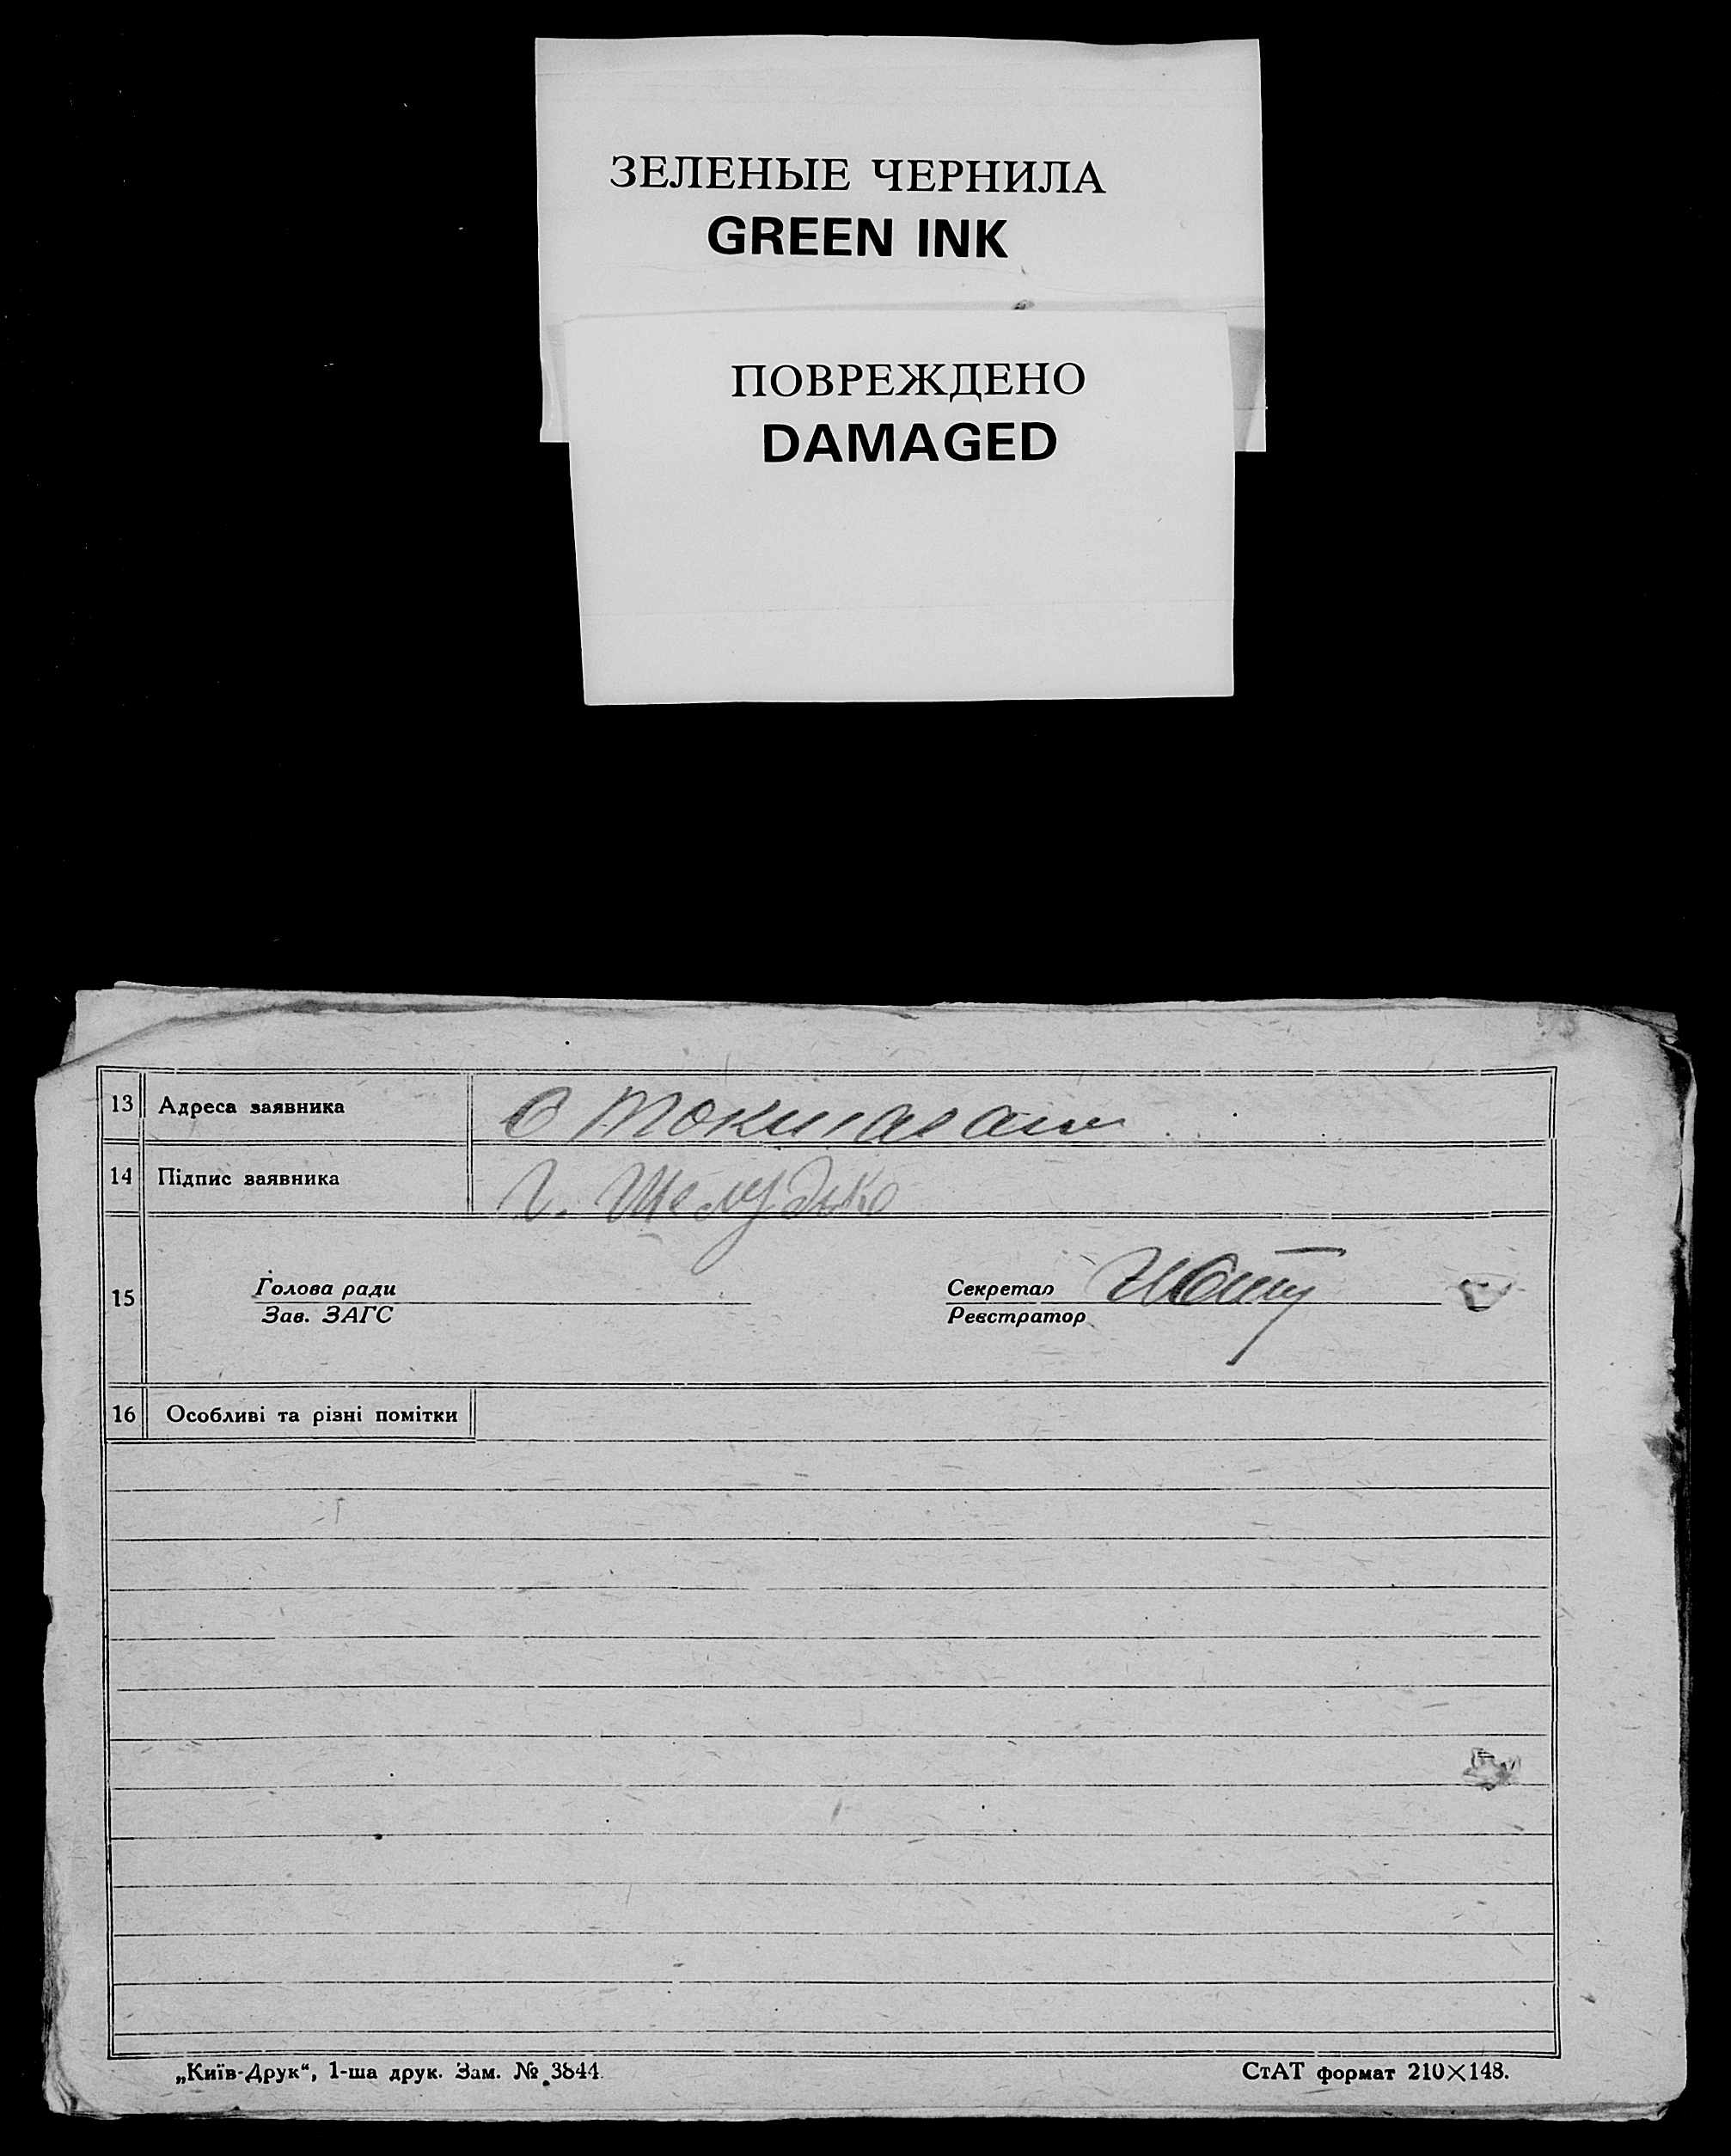 ЗЕЛЕНЫЕ ЧЕРНИЛА
GREEN INK
ПОВРЕЖДЕНО
DAMAGED
13 Адреса заявника
14 Підпис заявника
15 Голова ради Секретар
Зав. ЗАГС Реєстратор
16 Особливі та різні помітки
„Київ-Друк“, 1-ша друк. Зам. № 3844. СтАТ формат 210×148.